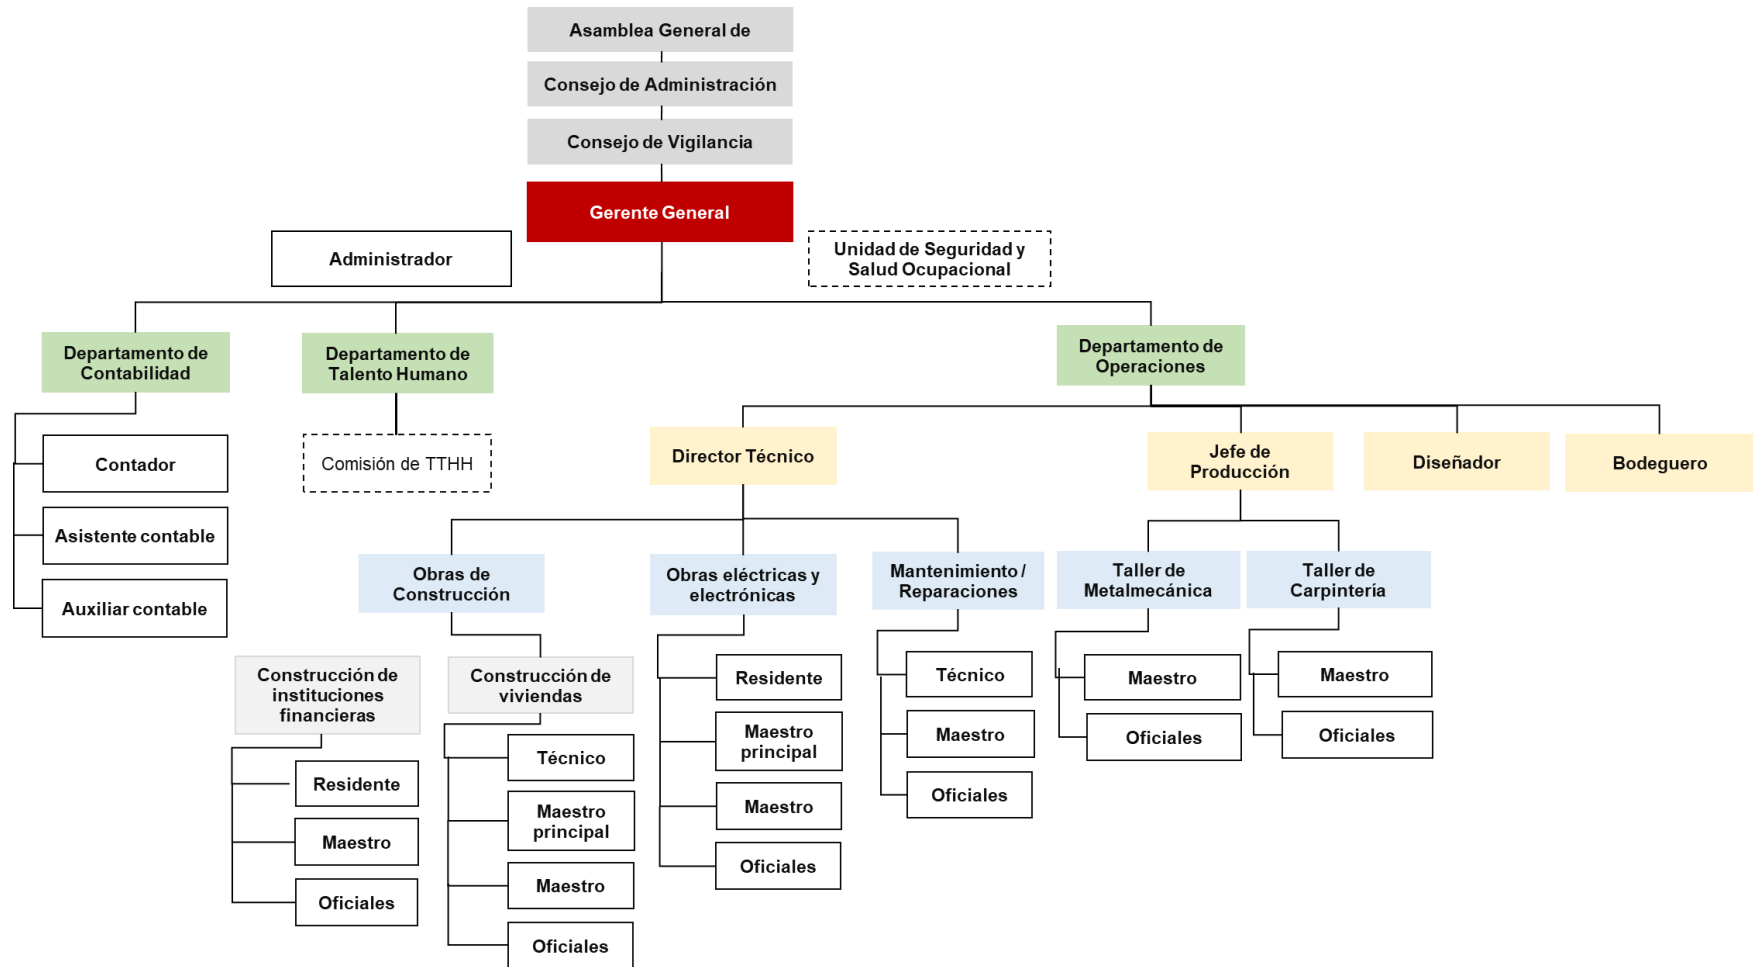 Asamblea General de
Consejo de Administración
Consejo de Vigilancia
Gerente General
Administrador
Unidad de Seguridad y
Salud Ocupacional
Departamento de
Contabilidad
Departamento de
Talento Humano
Departamento de
Operaciones
Contador
Asistente contable
Auxiliar contable
Comisión de TTHH
Director Técnico
Jefe de
Producción
Diseñador
Bodeguero
Obras de
Construcción
Obras eléctricas y
electrónicas
Mantenimiento /
Reparaciones
Taller de
Metalmecánica
Taller de
Carpintería
Construcción de
instituciones
financieras
Residente
Maestro
Oficiales
Construcción de
viviendas
Técnico
Maestro
principal
Maestro
Oficiales
Residente
Maestro
principal
Maestro
Oficiales
Técnico
Maestro
Oficiales
Maestro
Oficiales
Maestro
Oficiales